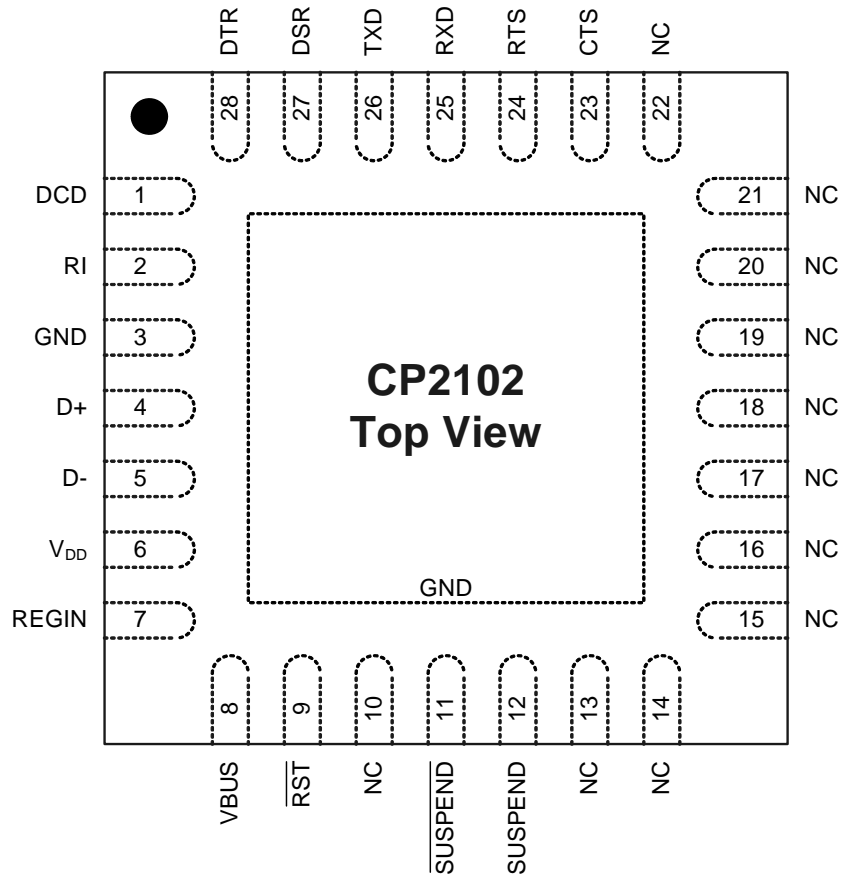 DTR DSR TXD RXD RTS CTS NC
28 27 26 25 24 23 22
DCD 1 21 NC
RI 2 20 NC
GND 3 19 NC
D+ 4 18 NC
D- 5 17 NC
VDD 6 16 NC
REGIN 7 15 NC
CP2102
Top View
GND
8 9 10 11 12 13 14
VBUS R̅S̅T̅ NC S̅U̅S̅P̅E̅N̅D̅ SUSPEND NC NC